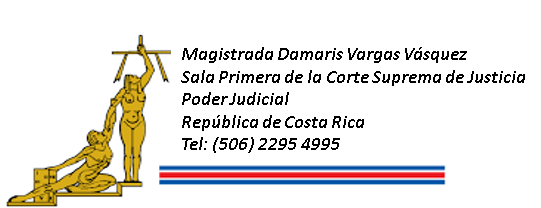 Magistrada Damaris Vargas Vásquez
Sala Primera de la Corte Suprema de Justicia
Poder Judicial
República de Costa Rica
Tel: (506) 2295 4995